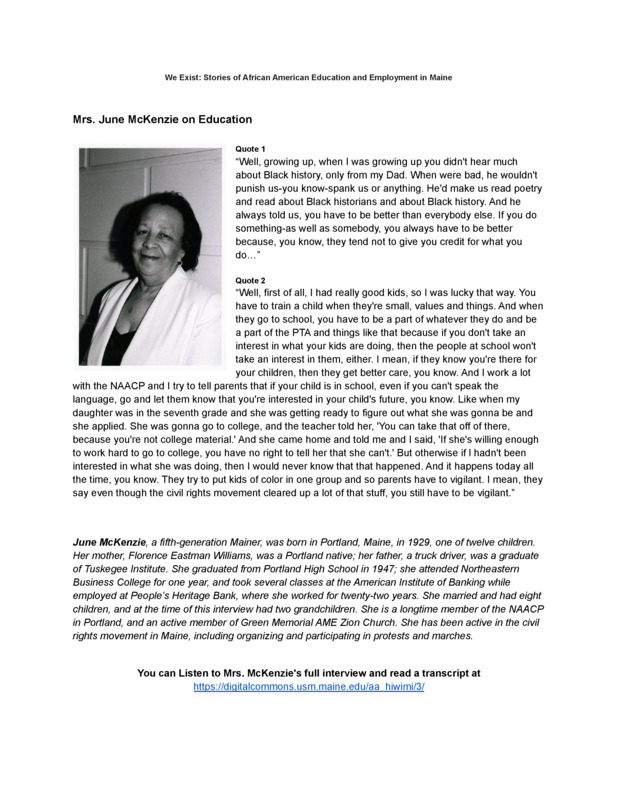 We Exist: Stories of African American Education and Employment in Maine
Mrs. June McKenzie on Education
Quote 1
“Well, growing up, when I was growing up you didn't hear much
about Black history, only from my Dad. When were bad, he wouldn't
punish us-you know-spank us or anything. He'd make us read poetry
and read about Black historians and about Black history. And he
always told us, you have to be better than everybody else. If you do
something-as well as somebody, you always have to be better
because, you know, they tend not to give you credit for what you
do…”
Quote 2
“Well, first of all, I had really good kids, so I was lucky that way. You
have to train a child when they're small, values and things. And when
they go to school, you have to be a part of whatever they do and be
a part of the PTA and things like that because if you don't take an
interest in what your kids are doing, then the people at school won't
take an interest in them, either. I mean, if they know you're there for
your children, then they get better care, you know. And I work a lot
with the NAACP and I try to tell parents that if your child is in school, even if you can't speak the
language, go and let them know that you're interested in your child's future, you know. Like when my
daughter was in the seventh grade and she was getting ready to figure out what she was gonna be and
she applied. She was gonna go to college, and the teacher told her, 'You can take that off of there,
because you're not college material.' And she came home and told me and I said, 'If she's willing enough
to work hard to go to college, you have no right to tell her that she can't.' But otherwise if I hadn't been
interested in what she was doing, then I would never know that that happened. And it happens today all
the time, you know. They try to put kids of color in one group and so parents have to vigilant. I mean, they
say even though the civil rights movement cleared up a lot of that stuff, you still have to be vigilant.”
June McKenzie, a fifth-generation Mainer, was born in Portland, Maine, in 1929, one of twelve children.
Her mother, Florence Eastman Williams, was a Portland native; her father, a truck driver, was a graduate
of Tuskegee Institute. She graduated from Portland High School in 1947; she attended Northeastern
Business College for one year, and took several classes at the American Institute of Banking while
employed at People's Heritage Bank, where she worked for twenty-two years. She married and had eight
children, and at the time of this interview had two grandchildren. She is a longtime member of the NAACP
in Portland, and an active member of Green Memorial AME Zion Church. She has been active in the civil
rights movement in Maine, including organizing and participating in protests and marches.
You can Listen to Mrs. McKenzie's full interview and read a transcript at
https://digitalcommons.usm.maine.edu/aa_hiwimi/3/